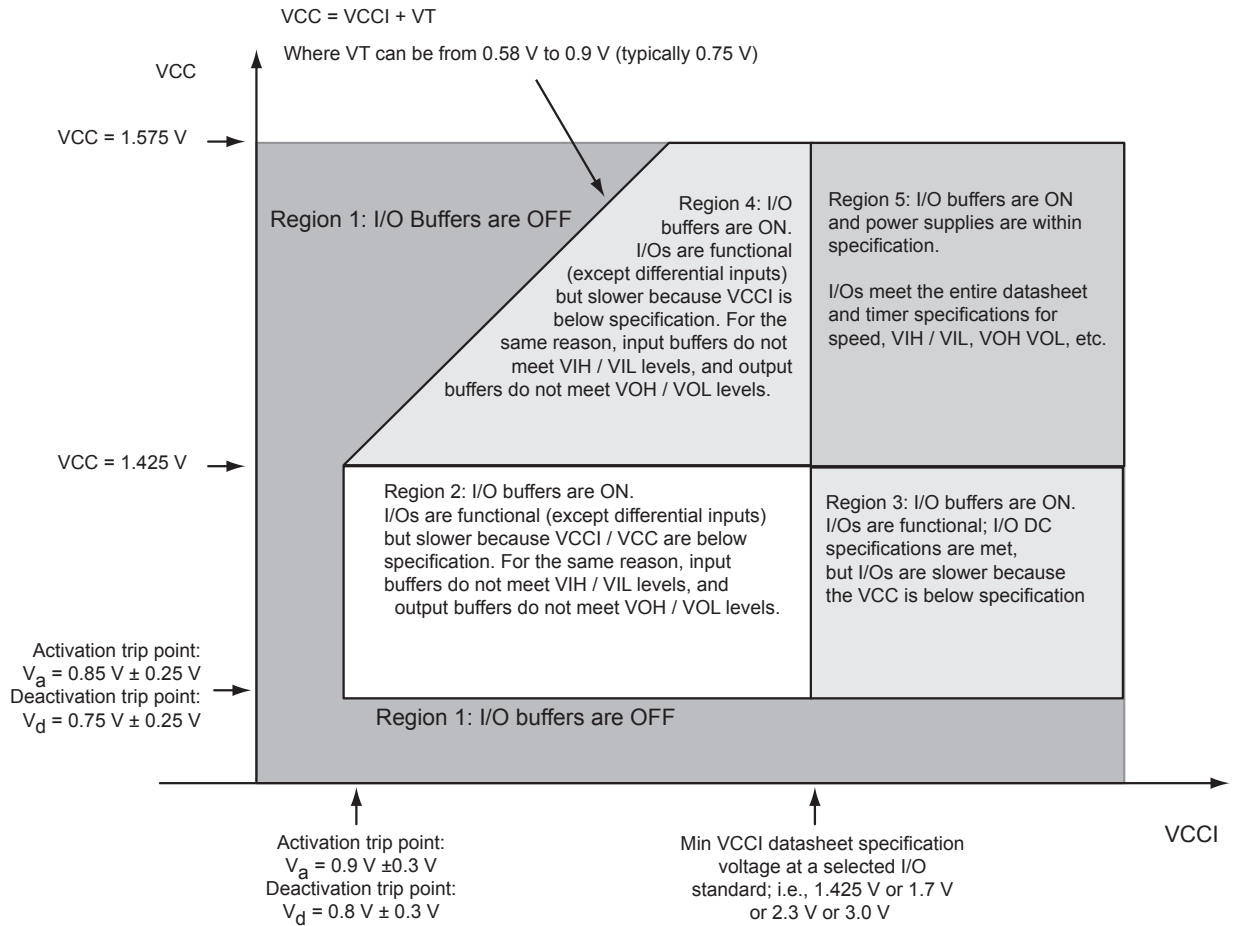 VCC = VCCI + VT
Where VT can be from 0.58 V to 0.9 V (typically 0.75 V)
VCC
VCC = 1.575 V
Region 1: I/O Buffers are OFF
Region 4: I/O
buffers are ON.
I/Os are functional
(except differential inputs)
but slower because VCCI is
below specification. For the
same reason, input buffers do not
meet VIH / VIL levels, and output
buffers do not meet VOH / VOL levels.
Region 5: I/O buffers are ON
and power supplies are within
specification.
I/Os meet the entire datasheet
and timer specifications for
speed, VIH / VIL, VOH VOL, etc.
VCC = 1.425 V
Region 2: I/O buffers are ON.
I/Os are functional (except differential inputs)
but slower because VCCI / VCC are below
specification. For the same reason, input
buffers do not meet VIH / VIL levels, and
output buffers do not meet VOH / VOL levels.
Region 3: I/O buffers are ON.
I/Os are functional; I/O DC
specifications are met,
but I/Os are slower because
the VCC is below specification
Activation trip point:
Va = 0.85 V ± 0.25 V
Deactivation trip point:
Vd = 0.75 V ± 0.25 V
Region 1: I/O buffers are OFF
VCCI
Activation trip point:
Va = 0.9 V ±0.3 V
Deactivation trip point:
Vd = 0.8 V ± 0.3 V
Min VCCI datasheet specification
voltage at a selected I/O
standard; i.e., 1.425 V or 1.7 V
or 2.3 V or 3.0 V